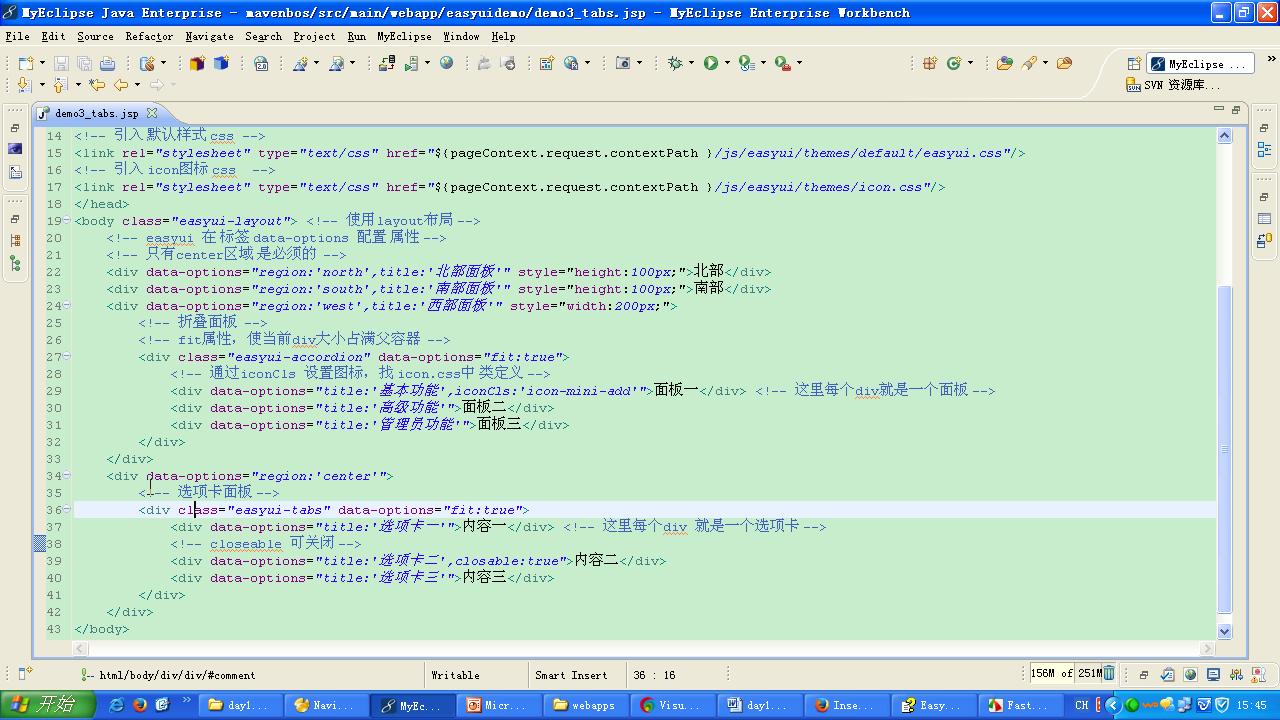 MyEclipse Java Enterprise - mavenbos/src/main/webapp/easyuidemo/demo3_tabs.jsp - MyEclipse Enterprise Workbench
File Edit Source Refactor Navigate Search Project Run MyEclipse Window Help
MyEclipse ...
SVN 资源库...
demo3_tabs.jsp
14 <!-- 引入 默认样式 css -->
15 <link rel="stylesheet" type="text/css" href="${pageContext.request.contextPath }/js/easyui/themes/default/easyui.css"/>
16 <!-- 引入 icon图标 css  -->
17 <link rel="stylesheet" type="text/css" href="${pageContext.request.contextPath }/js/easyui/themes/icon.css"/>
18 </head>
19 <body class="easyui-layout"> <!-- 使用layout布局 -->
20 <!-- easyui 在 标签 data-options 配置 属性 -->
21 <!-- 只有center区域 是必须的 -->
22 <div data-options="region:'north',title:'北部面板'" style="height:100px;">北部</div>
23 <div data-options="region:'south',title:'南部面板'" style="height:100px;">南部</div>
24 <div data-options="region:'west',title:'西部面板'" style="width:200px;">
25 <!-- 折叠面板 -->
26 <!-- fit属性，使当前div大小占满父容器 -->
27 <div class="easyui-accordion" data-options="fit:true">
28 <!-- 通过iconCls 设置图标，找 icon.css中 类定义 -->
29 <div data-options="title:'基本功能',iconCls:'icon-mini-add'">面板一</div> <!-- 这里每个div就是一个面板 -->
30 <div data-options="title:'高级功能'">面板二</div>
31 <div data-options="title:'管理员功能'">面板三</div>
32 </div>
33 </div>
34 <div data-options="region:'center'">
35 <!-- 选项卡面板 -->
36 <div class="easyui-tabs" data-options="fit:true">
37 <div data-options="title:'选项卡一'">内容一</div> <!-- 这里每个div 就是一个选项卡 -->
38 <!-- closeable 可关闭 -->
39 <div data-options="title:'选项卡二',closable:true">内容二</div>
40 <div data-options="title:'选项卡三'">内容三</div>
41 </div>
42 </div>
43 </body>
html/body/div/div/#comment Writable Smart Insert 36 : 18 156M of 251M
开始 day1... Navi... MyEc... Micr... webapps Visu... day1... Inse... Easy... Fast... CH 15:45